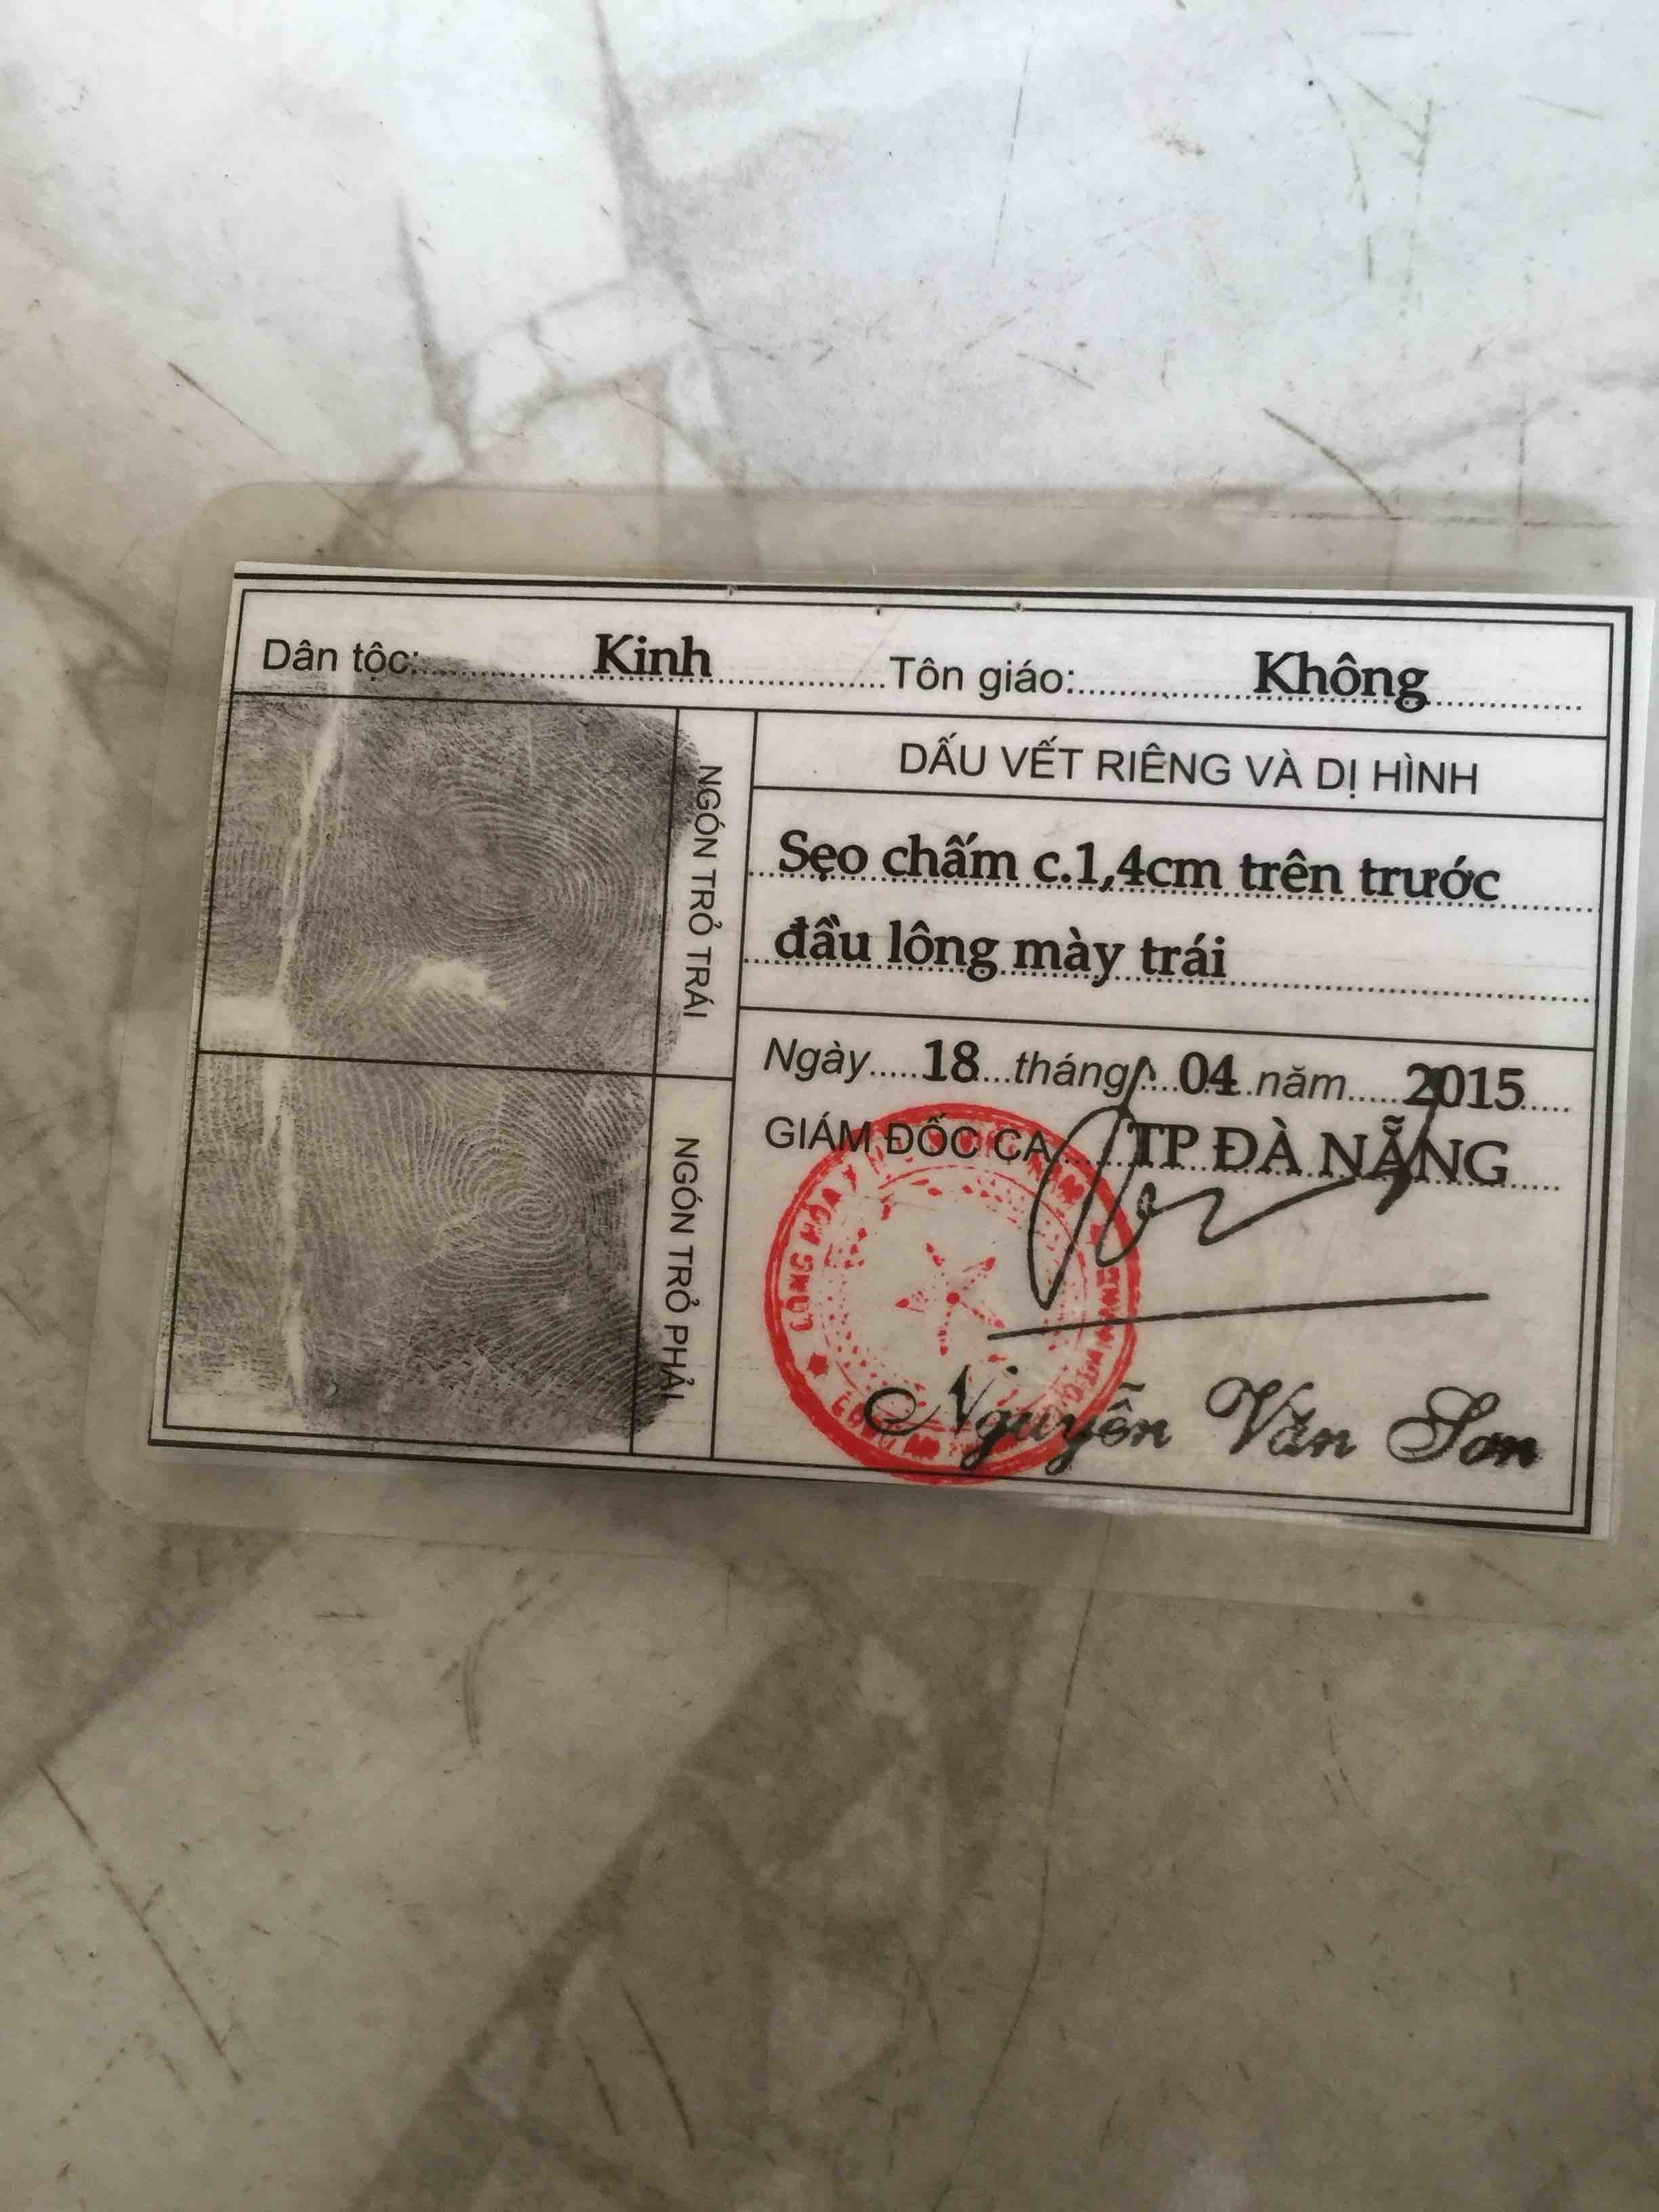 Dân tộc: Kinh Tôn giáo: Không
NGÓN TRỎ TRÁI
DẤU VẾT RIÊNG VÀ DỊ HÌNH
Sẹo chấm c.1,4cm trên trước
đầu lông mày trái
NGÓN TRỎ PHẢI
Ngày 18 tháng 04 năm 2015
GIÁM ĐỐC CA TP ĐÀ NẴNG
Nguyễn Văn Sơn